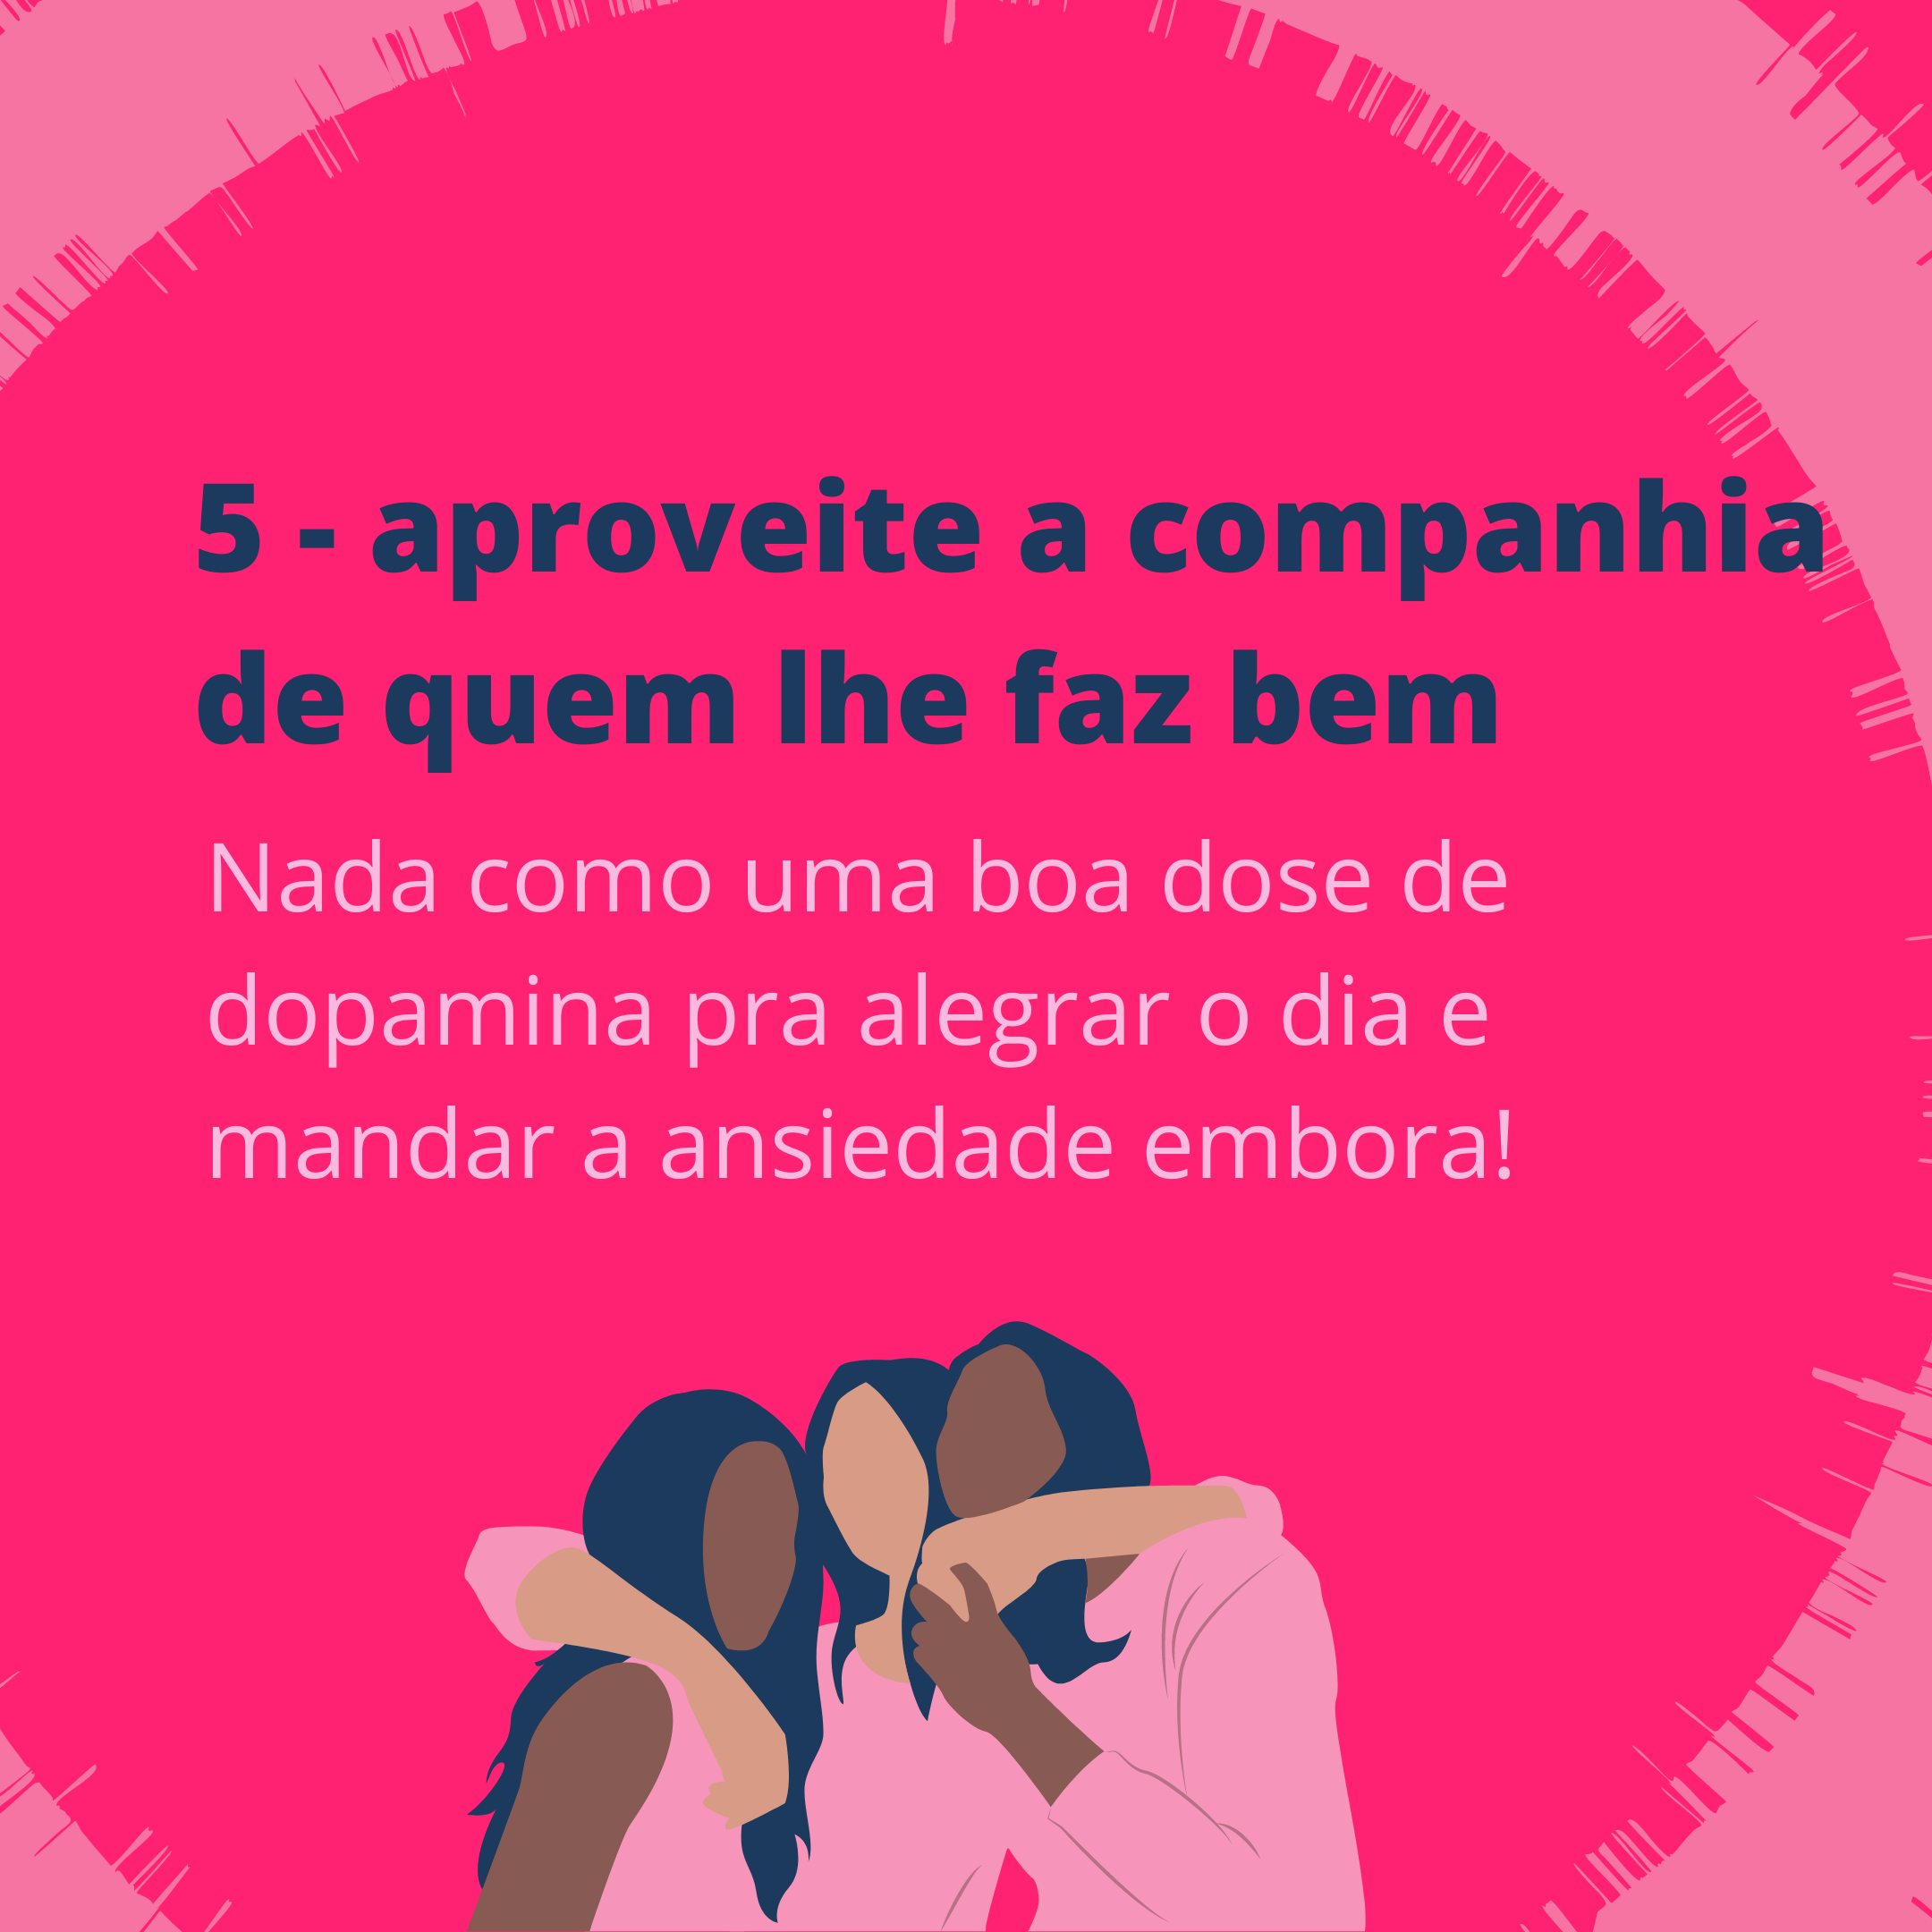 5 - aproveite a companhia
de quem lhe faz bem
Nada como uma boa dose de
dopamina pra alegrar o dia e
mandar a ansiedade embora!